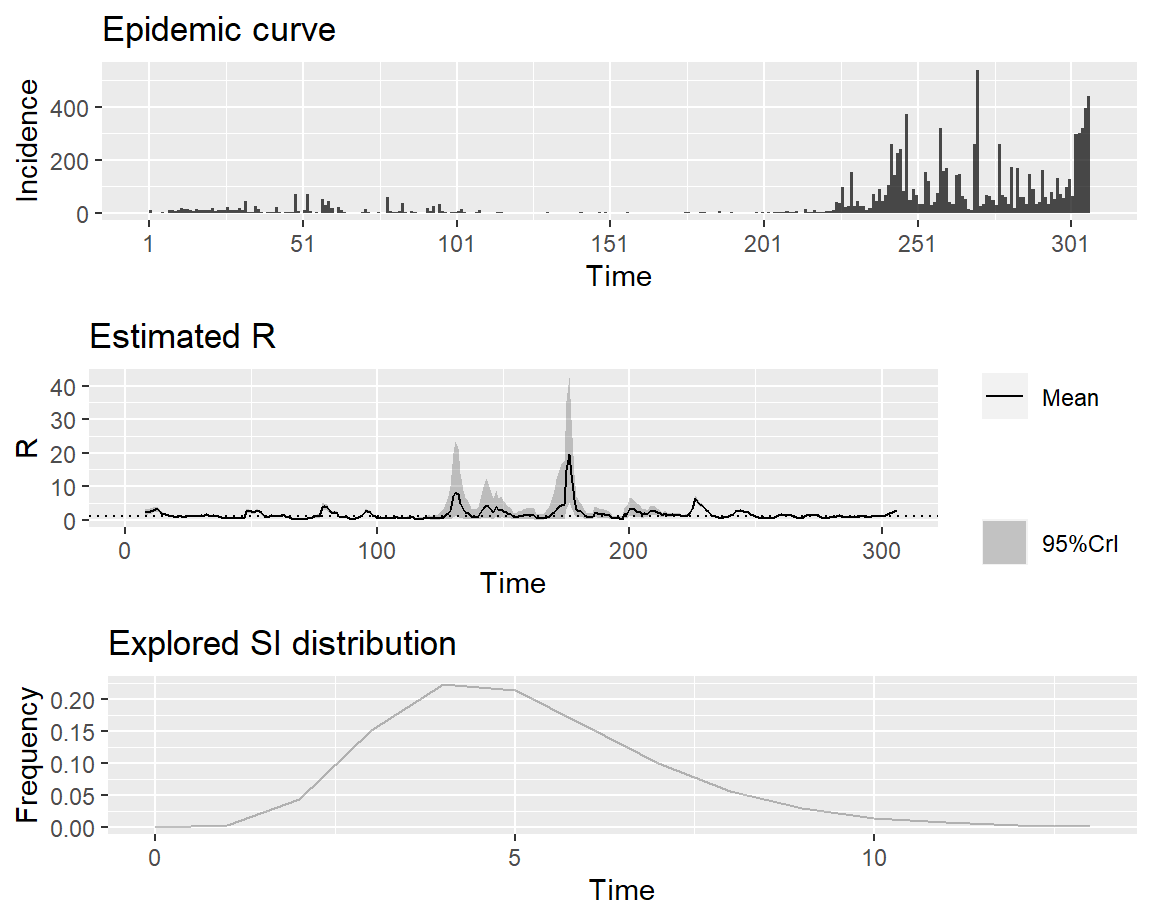 Epidemic curve
Incidence
400
200
0
1 51 101 151 201 251 301
Time
Estimated R
R
40
30
20
10
0
0 100 200 300
Time
Mean
95%CrI
Explored SI distribution
Frequency
0.20
0.15
0.10
0.05
0.00
0 5 10
Time